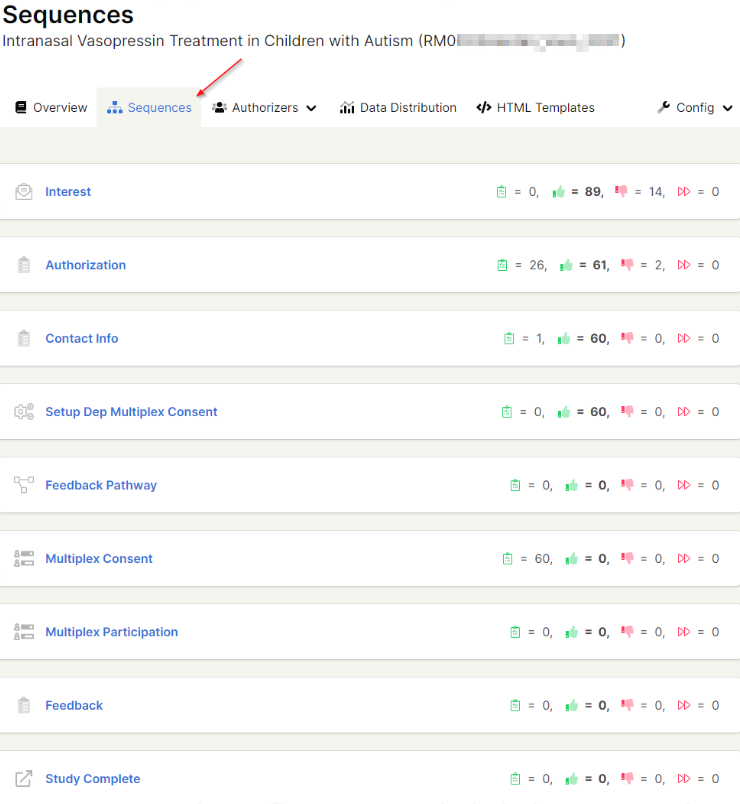 Sequences
Intranasal Vasopressin Treatment in Children with Autism (RM0 )
Overview Sequences Authorizers Data Distribution HTML Templates Config
Interest = 0, = 89, = 14, = 0
Authorization = 26, = 61, = 2, = 0
Contact Info = 1, = 60, = 0, = 0
Setup Dep Multiplex Consent = 0, = 60, = 0, = 0
Feedback Pathway = 0, = 0, = 0, = 0
Multiplex Consent = 60, = 0, = 0, = 0
Multiplex Participation = 0, = 0, = 0, = 0
Feedback = 0, = 0, = 0, = 0
Study Complete = 0, = 0, = 0, = 0